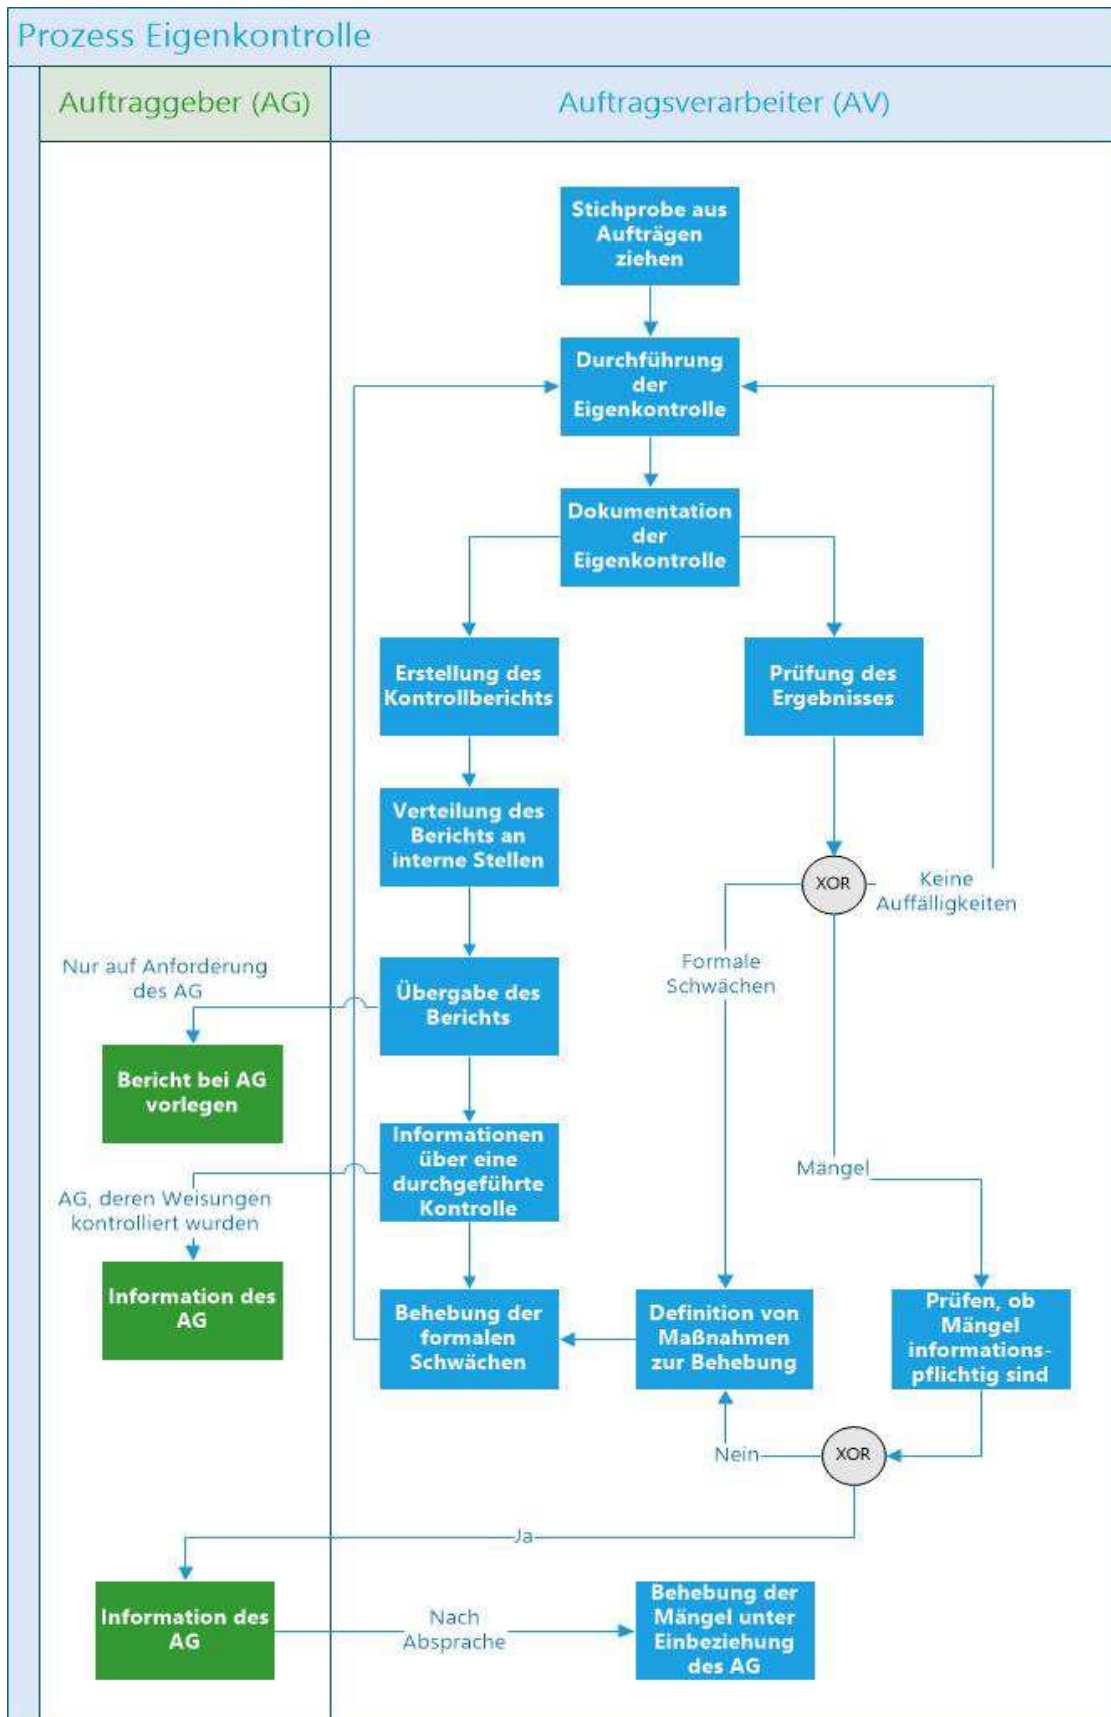 Prozess Eigenkontrolle
Auftraggeber (AG)
Auftragsverarbeiter (AV)
Stichprobe aus
Aufträgen
ziehen
Durchführung
der
Eigenkontrolle
Dokumentation
der
Eigenkontrolle
Erstellung des
Kontrollberichts
Prüfung des
Ergebnisses
Verteilung des
Berichts an
interne Stellen
XOR
Keine
Auffälligkeiten
Formale
Schwächen
Nur auf Anforderung
des AG
Übergabe des
Berichts
Bericht bei AG
vorlegen
Informationen
über eine
durchgeführte
Kontrolle
Mängel
AG, deren Weisungen
kontrolliert wurden
Information des
AG
Behebung der
formalen
Schwächen
Definition von
Maßnahmen
zur Behebung
Prüfen, ob
Mängel
informations-
pflichtig sind
Nein
XOR
Ja
Information des
AG
Nach
Absprache
Behebung der
Mängel unter
Einbeziehung
des AG